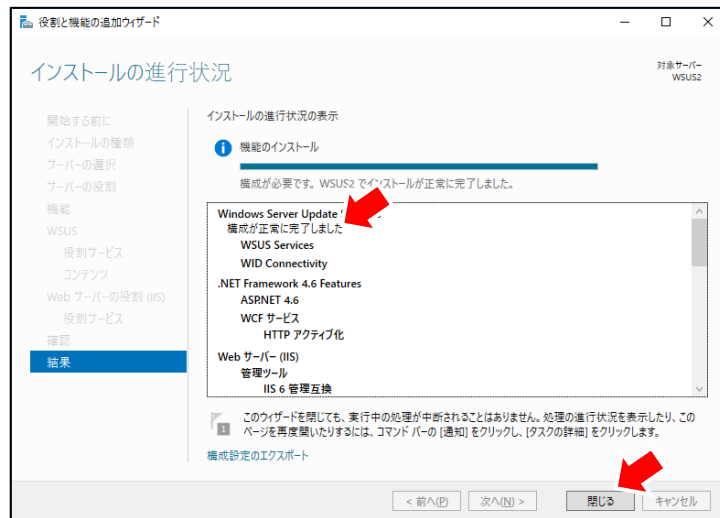 役割と機能の追加ウィザード
インストールの進行状況
対象サーバー
WSUS2
開始する前に
インストールの種類
サーバーの選択
サーバーの役割
機能
WSUS
役割サービス
コンテンツ
Web サーバーの役割 (IIS)
役割サービス
確認
結果
インストールの進行状況の表示
機能のインストール
構成が必要です。WSUS2 でインストールが正常に完了しました。
Windows Server Update
構成が正常に完了しました
WSUS Services
WID Connectivity
.NET Framework 4.6 Features
ASP.NET 4.6
WCF サービス
HTTP アクティブ化
Web サーバー (IIS)
管理ツール
IIS 6 管理互換
1
このウィザードを閉じても、実行中の処理が中断されることはありません。処理の進行状況を表示したり、この
ページを再度開いたりするには、コマンド バーの [通知] をクリックし、[タスクの詳細] をクリックします。
構成設定のエクスポート
< 前へ(P)
次へ(N) >
閉じる
キャンセル